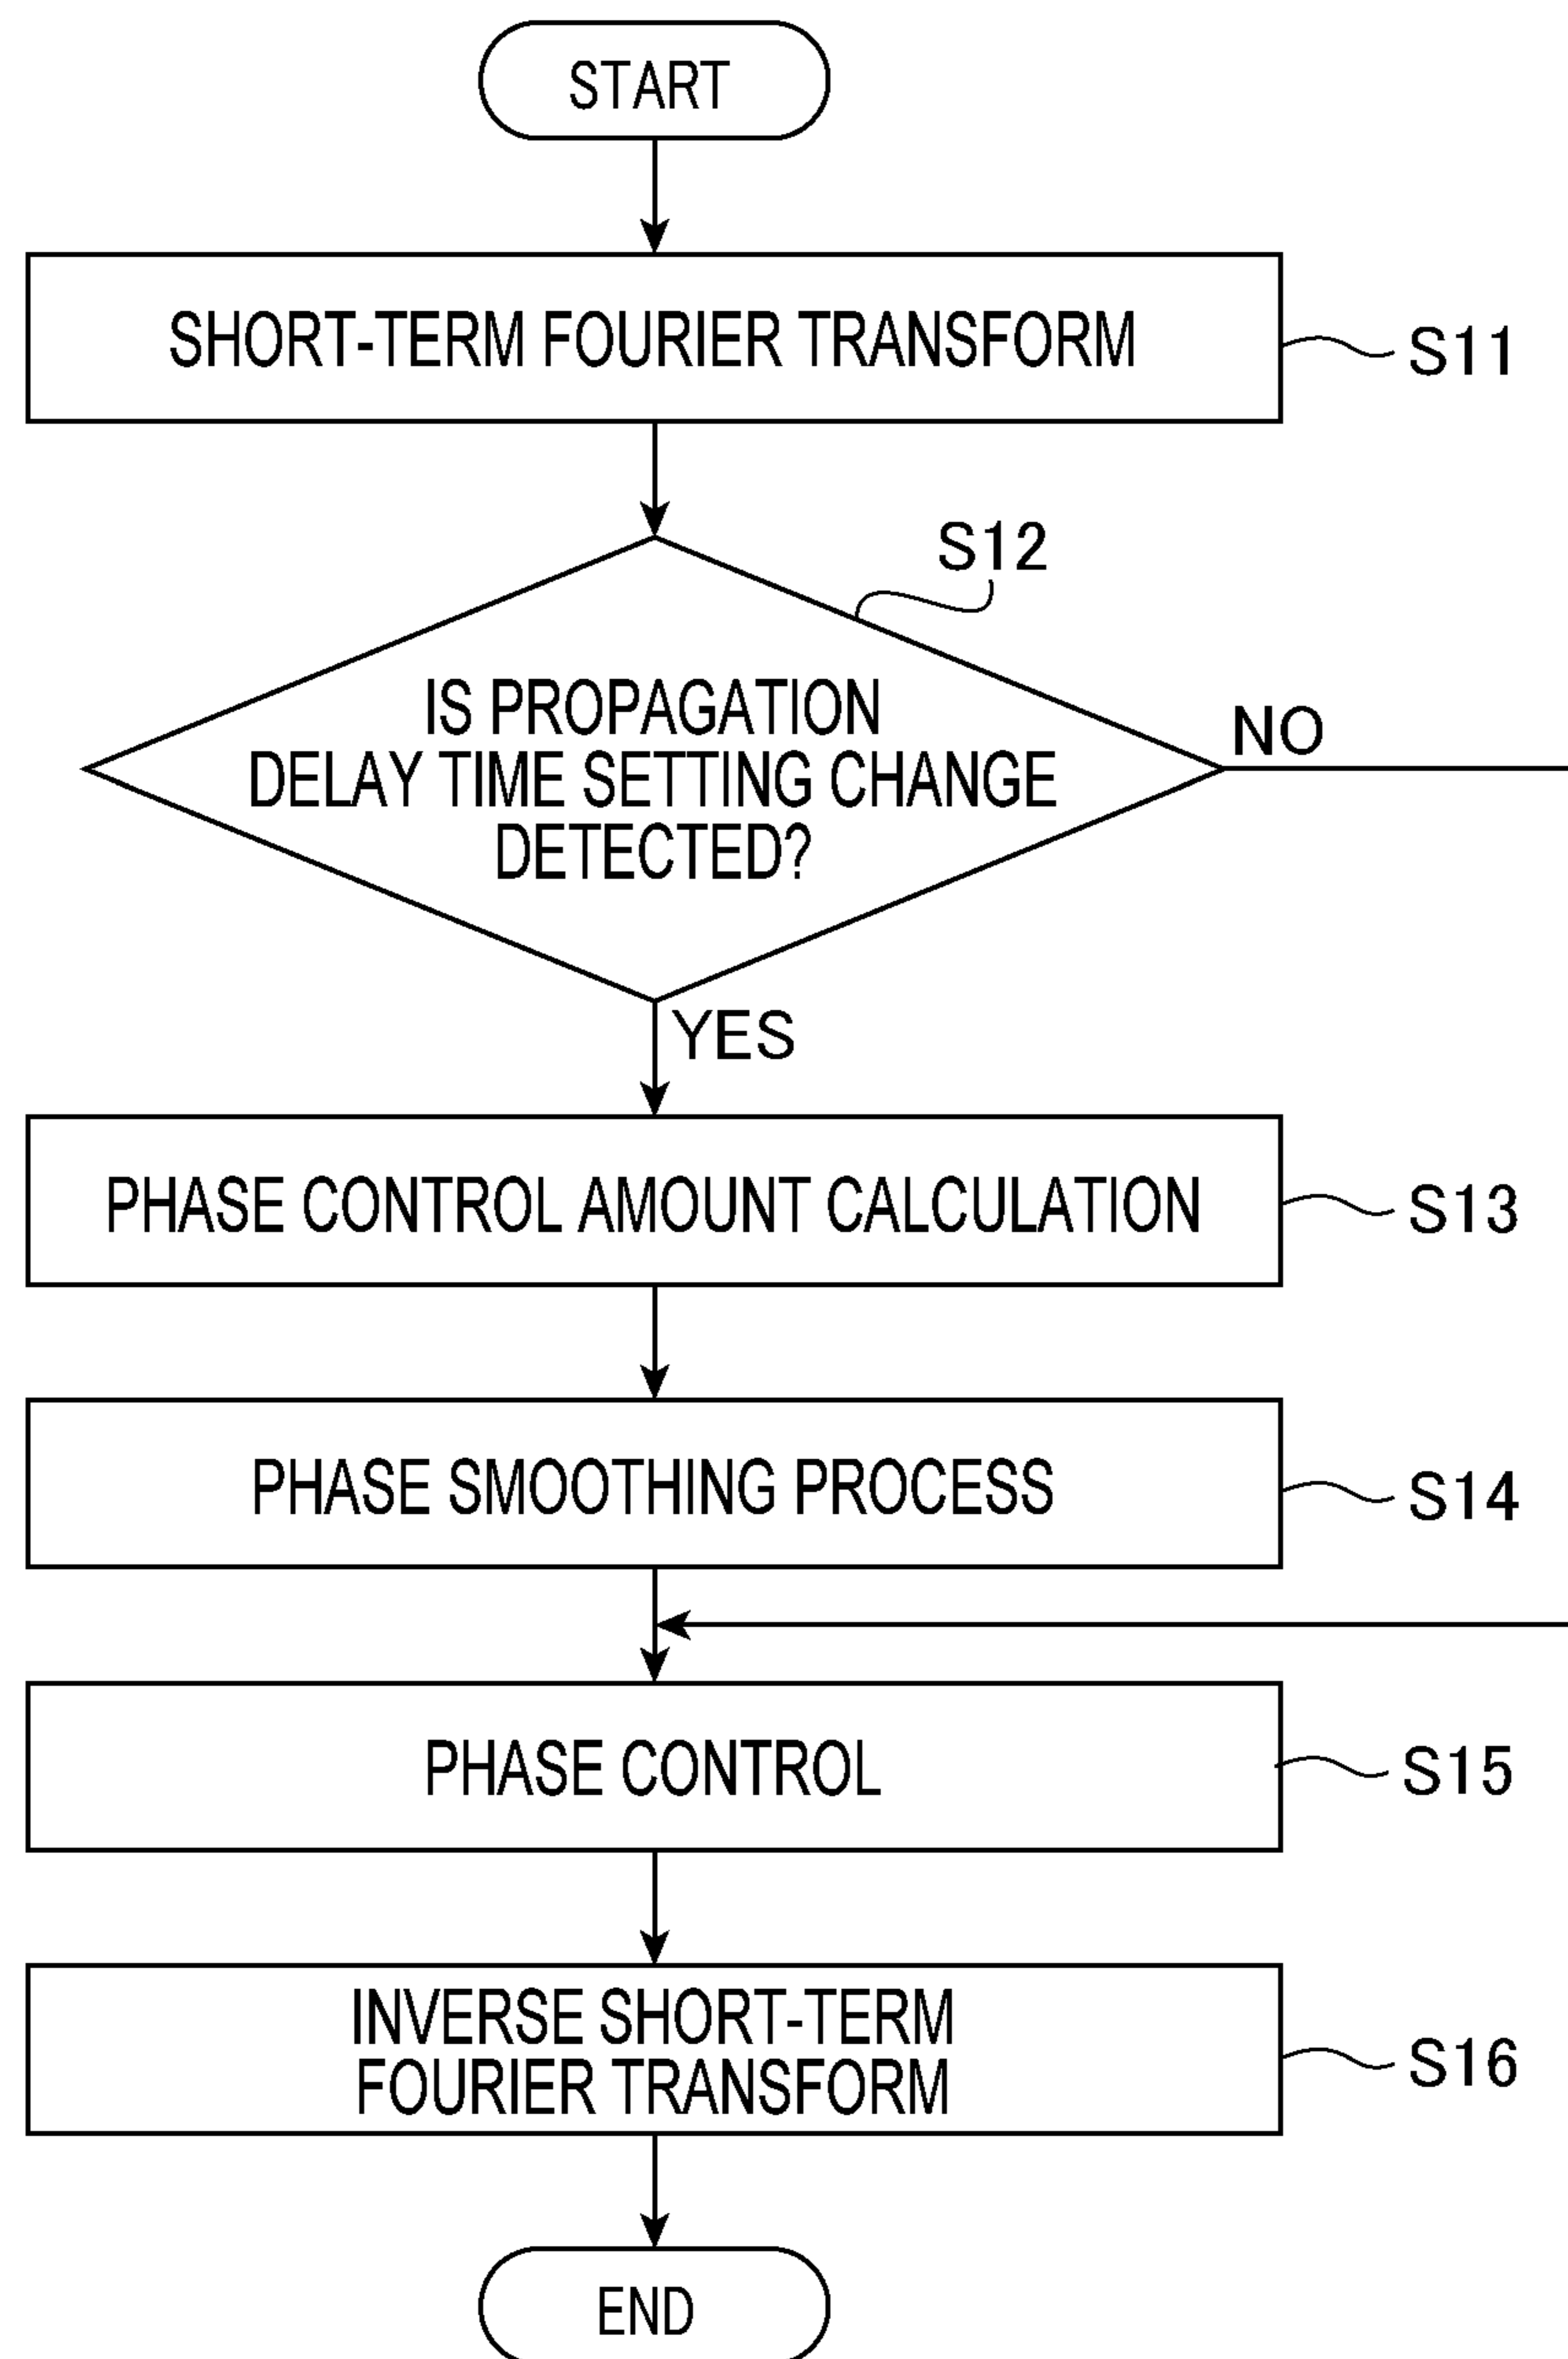 START
SHORT-TERM FOURIER TRANSFORM
S11
S12
IS PROPAGATION
DELAY TIME SETTING CHANGE
DETECTED?
NO
YES
PHASE CONTROL AMOUNT CALCULATION
S13
PHASE SMOOTHING PROCESS
S14
PHASE CONTROL
S15
INVERSE SHORT-TERM
FOURIER TRANSFORM
S16
END